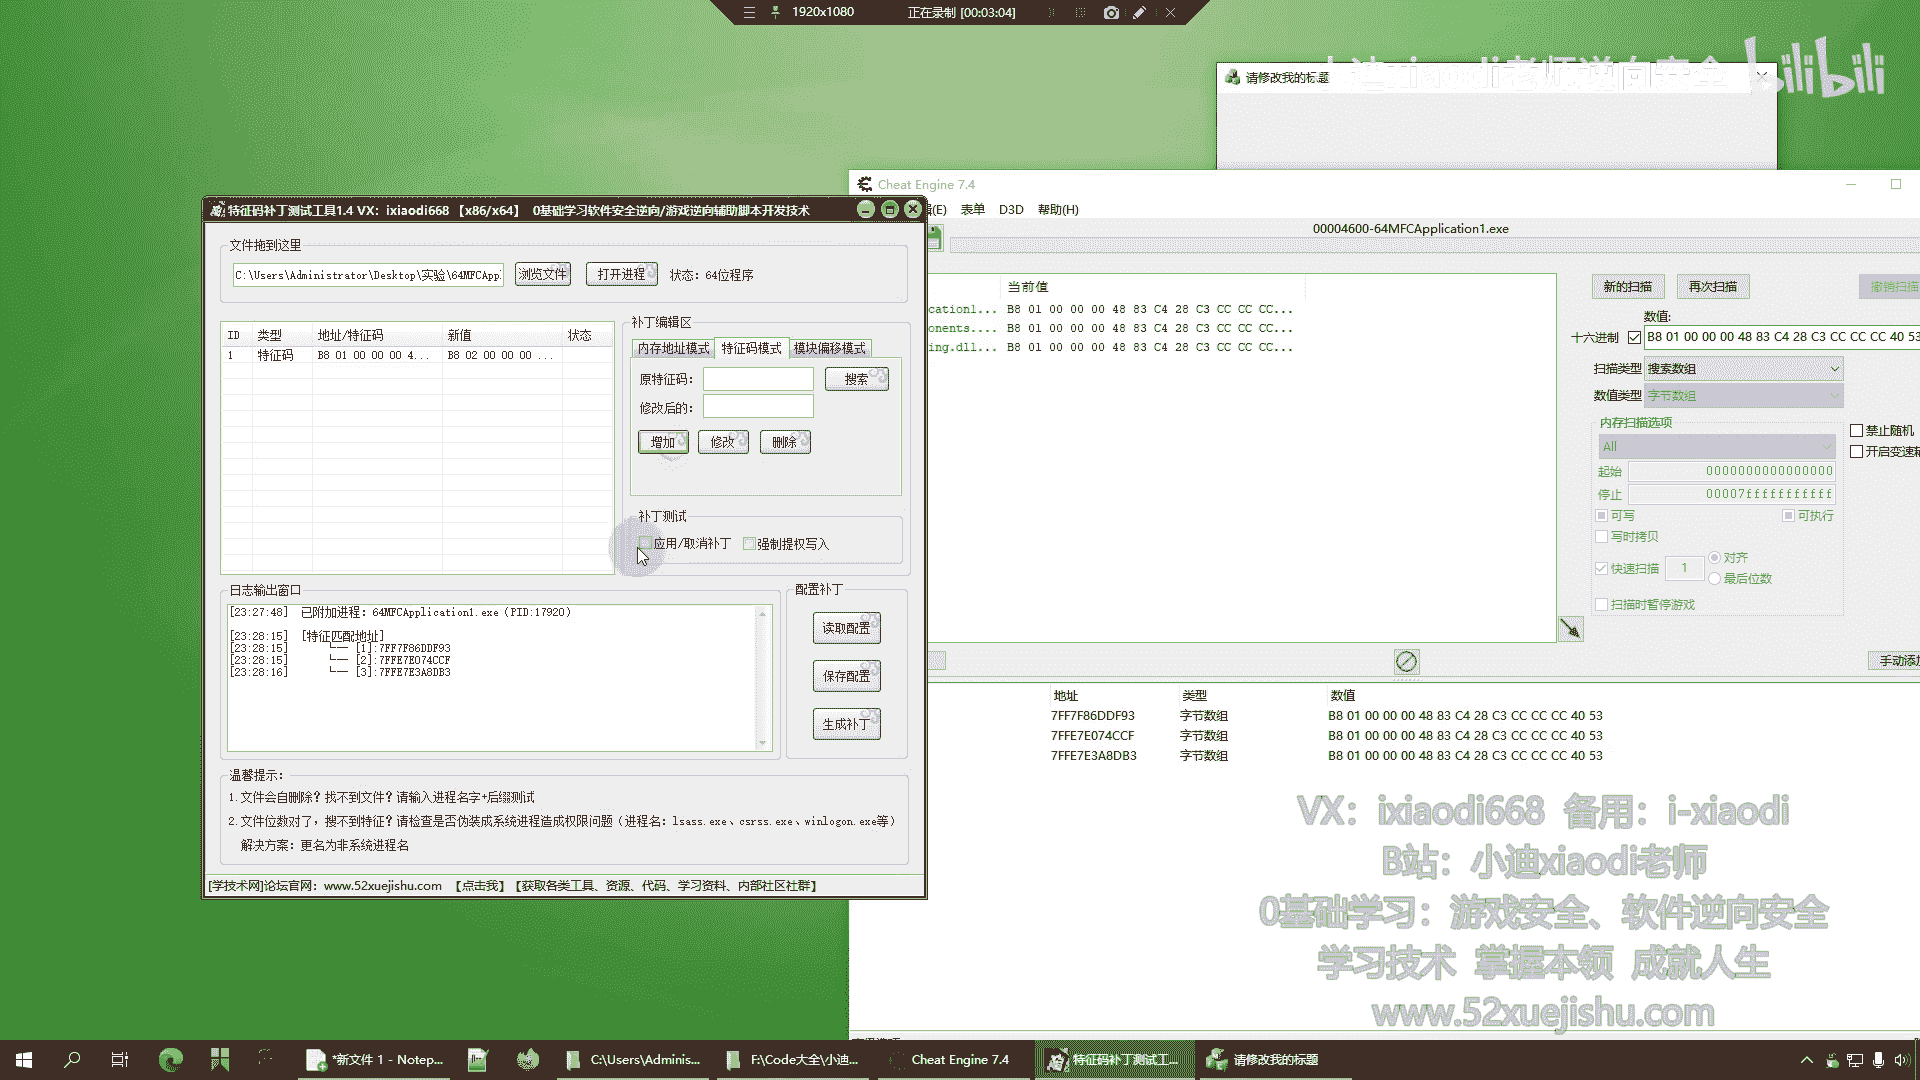 1920x1080
正在录制 [00:03:04]
小迪xiaodi老师逆向安全 bilibili
请修改我的标题
Cheat Engine 7.4
(E) 表单 D3D 帮助(H)
00004600-64MFCApplication1.exe
特征码补丁测试工具1.4 VX：ixiaodi668 【x86/x64】 0基础学习软件安全逆向/游戏逆向辅助脚本开发技术
文件拖到这里
C:\Users\Administrator\Desktop\实验\64MFCApp 浏览文件 打开进程 状态：64位程序
ID 类型 地址/特征码 新值 状态
1 特征码 B8 01 00 00 00 4... B8 02 00 00 00 ...
补丁编辑区
内存地址模式 特征码模式 模块偏移模式
原特征码： 搜索
修改后的：
增加 修改 删除
补丁测试
应用/取消补丁 强制提权写入
日志输出窗口
[23:27:48] 已附加进程：64MFCApplication1.exe（PID:17920）
[23:28:15] [特征匹配地址]
[23:28:15] └── [1]:7FF7F86DDF93
[23:28:15] └── [2]:7FFE7E074CCF
[23:28:16] └── [3]:7FFE7E3A8DB3
配置补丁
读取配置
保存配置
生成补丁
温馨提示：
1.文件会自删除？找不到文件？请输入进程名字+后缀测试
2.文件位数对了，搜不到特征？请检查是否伪装成系统进程造成权限问题（进程名：lsass.exe、csrss.exe、winlogon.exe等）
解决方案：更名为非系统进程名
[学技术网]论坛官网：www.52xuejishu.com 【点击我】【获取各类工具、资源、代码、学习资料、内部社区社群】
当前值
cation1... B8 01 00 00 00 48 83 C4 28 C3 CC CC CC...
onents.... B8 01 00 00 00 48 83 C4 28 C3 CC CC CC...
ing.dll... B8 01 00 00 00 48 83 C4 28 C3 CC CC CC...
新的扫描 再次扫描 撤销扫描
数值:
十六进制 B8 01 00 00 00 48 83 C4 28 C3 CC CC CC 40 53
扫描类型 搜索数组
数值类型 字节数组
内存扫描选项
All
起始 0000000000000000
停止 00007fffffffffff
可写 可执行
写时拷贝
快速扫描 1 对齐
最后位数
扫描时暂停游戏
禁止随机
开启变速精
手动添加
地址 类型 数值
7FF7F86DDF93 字节数组 B8 01 00 00 00 48 83 C4 28 C3 CC CC CC 40 53
7FFE7E074CCF 字节数组 B8 01 00 00 00 48 83 C4 28 C3 CC CC CC 40 53
7FFE7E3A8DB3 字节数组 B8 01 00 00 00 48 83 C4 28 C3 CC CC CC 40 53
VX：ixiaodi668 备用：i-xiaodi
B站：小迪xiaodi老师
0基础学习：游戏安全、软件逆向安全
学习技术 掌握本领 成就人生
www.52xuejishu.com
*新文件 1 - Notep...
C:\Users\Adminis...
F:\Code大全\小迪...
Cheat Engine 7.4
特征码补丁测试工...
请修改我的标题